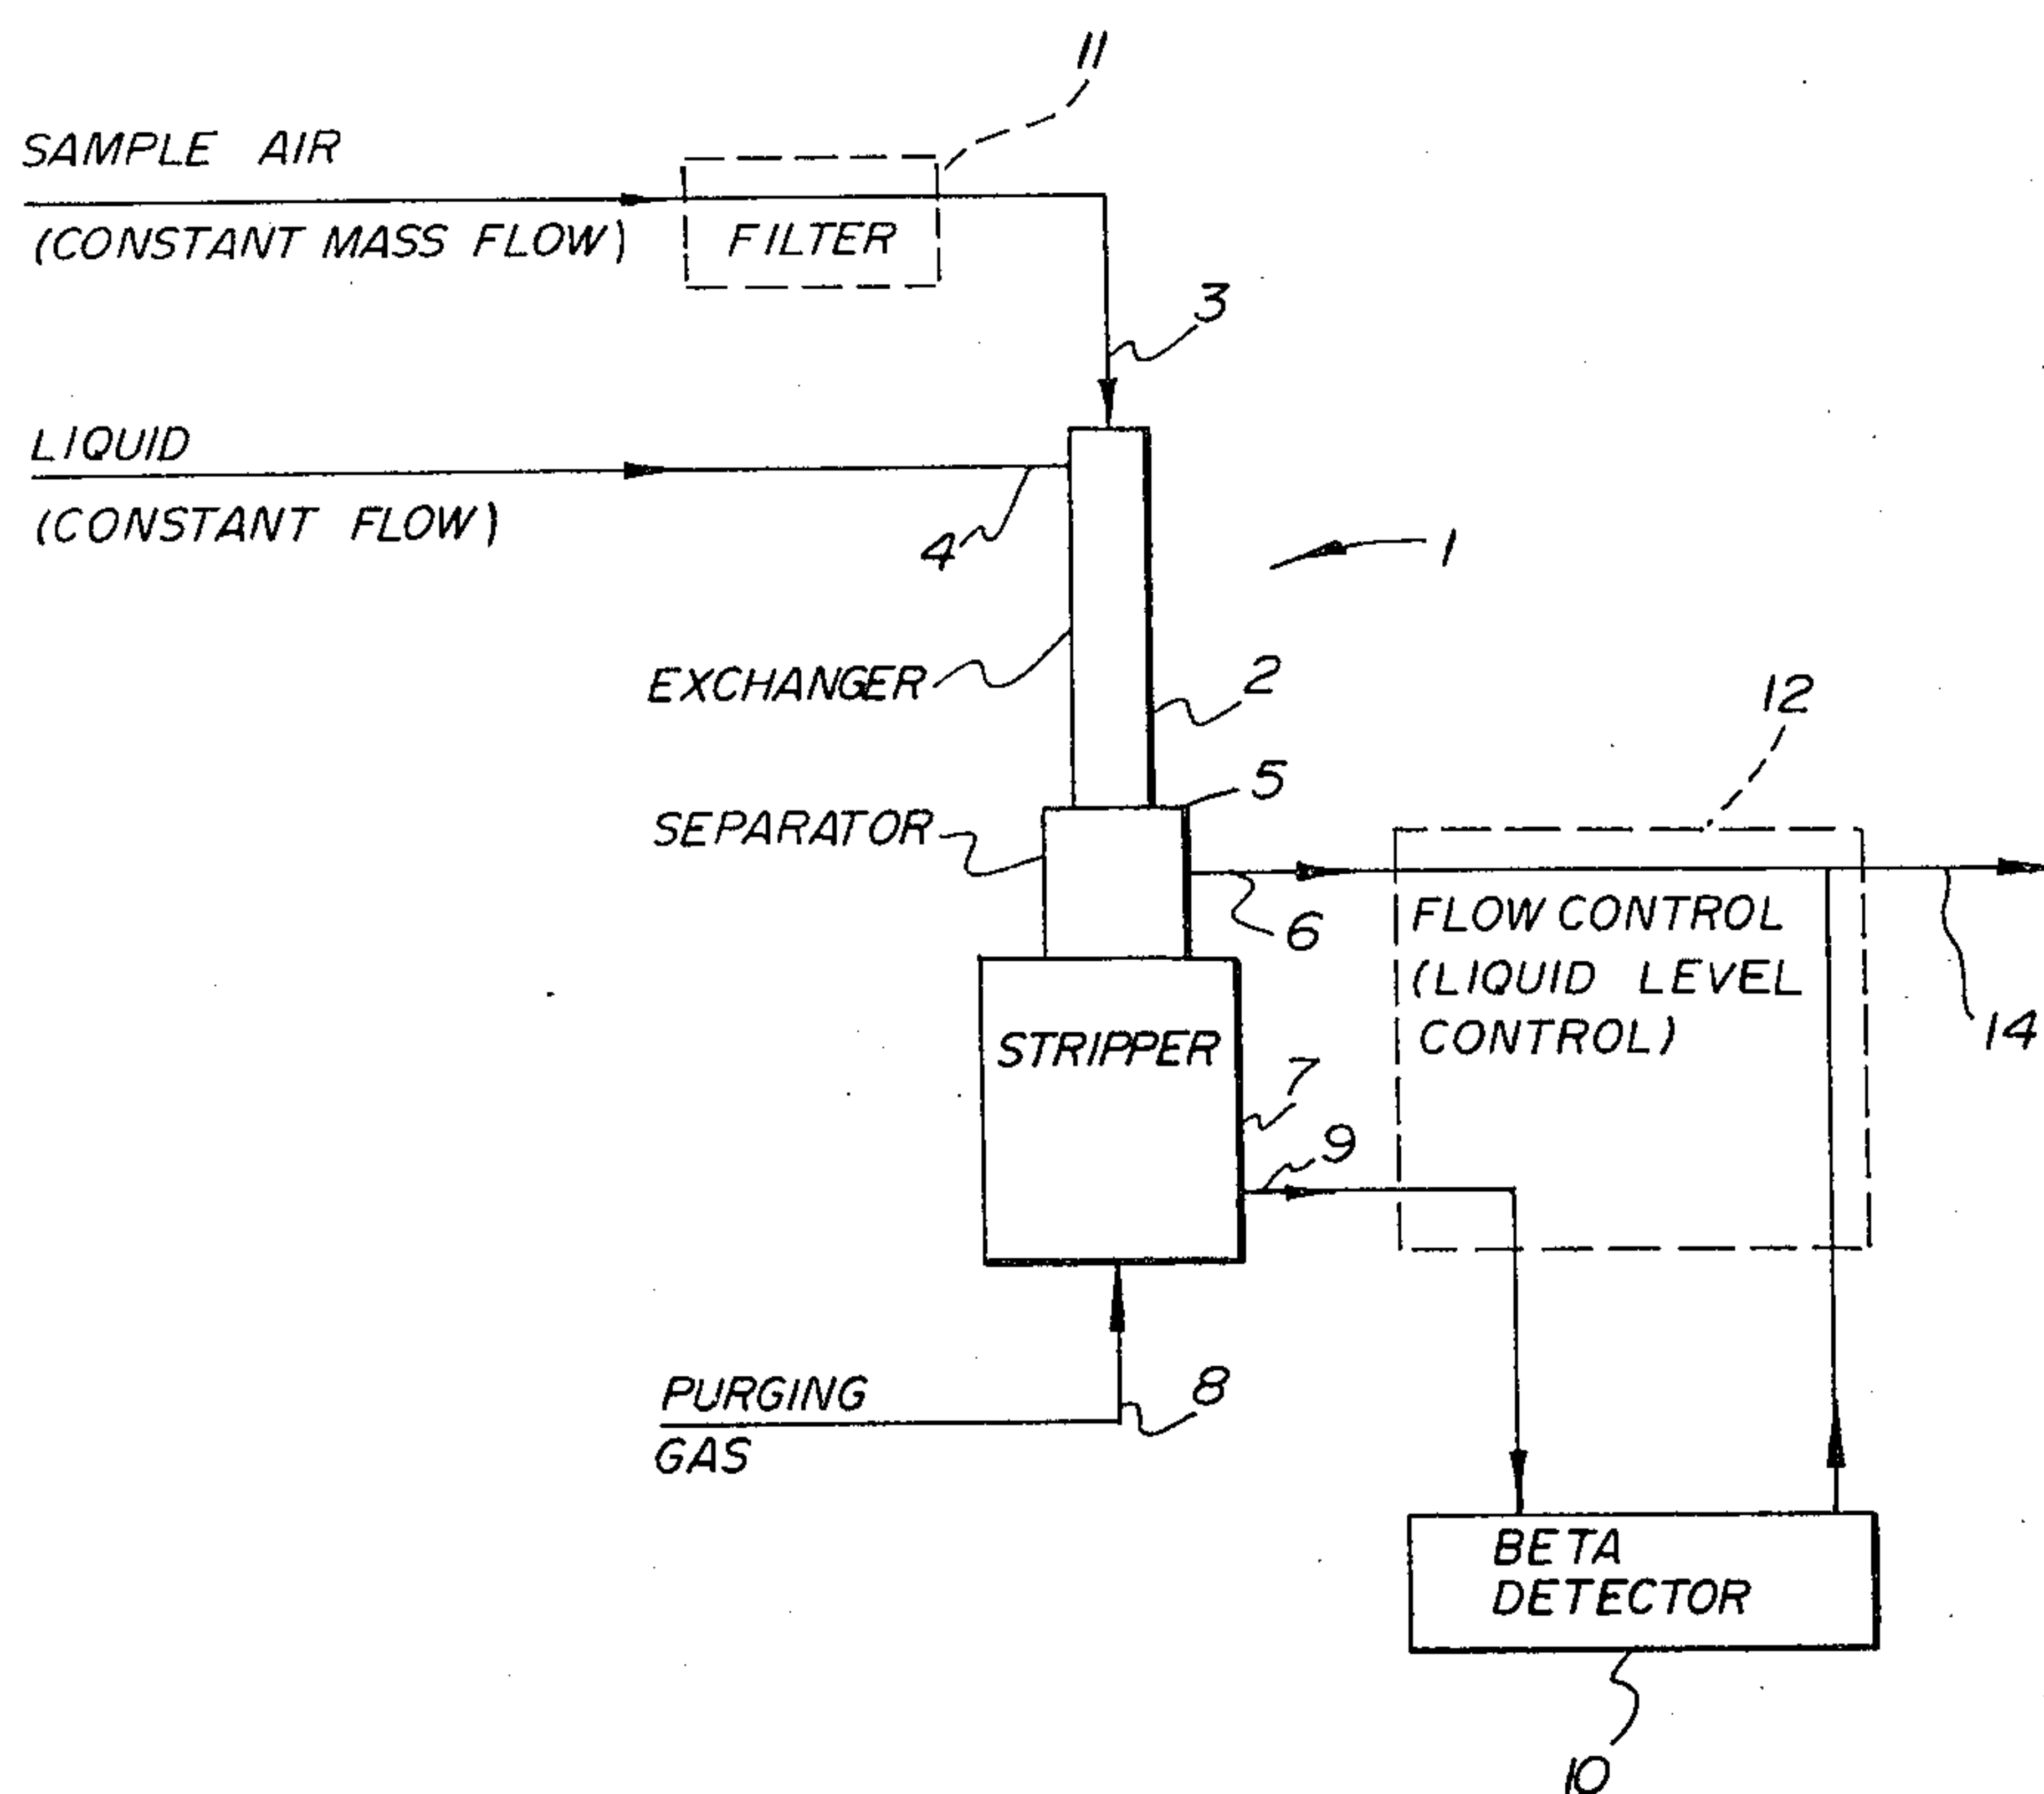 11
SAMPLE AIR
(CONSTANT MASS FLOW)
FILTER
3
LIQUID
(CONSTANT FLOW)
4
1
EXCHANGER
2
12
5
SEPARATOR
6
FLOW CONTROL
(LIQUID LEVEL
CONTROL)
14
STRIPPER
7
9
8
PURGING
GAS
BETA
DETECTOR
10